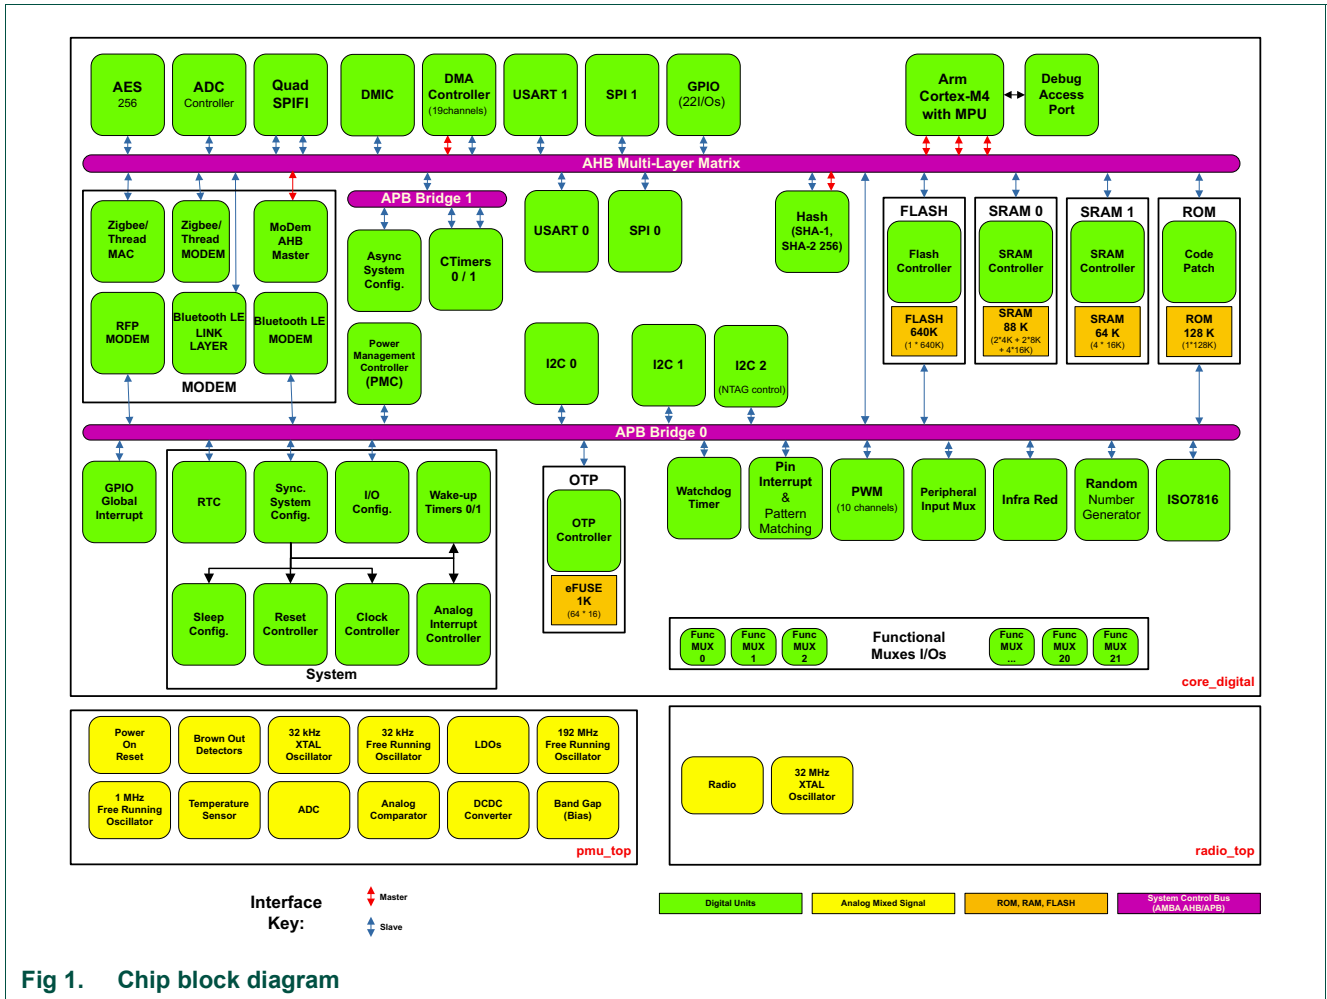 AES
256
ADC
Controller
Quad
SPIFI
DMIC
DMA
Controller
(19channels)
USART 1
SPI 1
GPIO
(22I/Os)
Arm
Cortex-M4
with MPU
Debug
Access
Port
AHB Multi-Layer Matrix
Zigbee/
Thread
MAC
Zigbee/
Thread
MODEM
MoDem
AHB
Master
RFP
MODEM
Bluetooth LE
LINK
LAYER
Bluetooth LE
MODEM
MODEM
APB Bridge 1
Async
System
Config.
CTimers
0 / 1
Power
Management
Controller
(PMC)
USART 0
SPI 0
Hash
(SHA-1,
SHA-2 256)
I2C 0
I2C 1
I2C 2
(NTAG control)
FLASH
Flash
Controller
FLASH
640K
(1 * 640K)
SRAM 0
SRAM
Controller
SRAM
88 K
(2*4K + 2*8K
+ 4*16K)
SRAM 1
SRAM
Controller
SRAM
64 K
(4 * 16K)
ROM
Code
Patch
ROM
128 K
(1*128K)
APB Bridge 0
GPIO
Global
Interrupt
RTC
Sync.
System
Config.
I/O
Config.
Wake-up
Timers 0/1
Sleep
Config.
Reset
Controller
Clock
Controller
Analog
Interrupt
Controller
System
OTP
OTP
Controller
eFUSE
1K
(64 * 16)
Watchdog
Timer
Pin
Interrupt
&
Pattern
Matching
PWM
(10 channels)
Peripheral
Input Mux
Infra Red
Random
Number
Generator
ISO7816
Func
MUX
0
Func
MUX
1
Func
MUX
2
Functional
Muxes I/Os
Func
MUX
...
Func
MUX
20
Func
MUX
21
core_digital
Power
On
Reset
Brown Out
Detectors
32 kHz
XTAL
Oscillator
32 kHz
Free Running
Oscillator
LDOs
192 MHz
Free Running
Oscillator
1 MHz
Free Running
Oscillator
Temperature
Sensor
ADC
Analog
Comparator
DCDC
Converter
Band Gap
(Bias)
pmu_top
Radio
32 MHz
XTAL
Oscillator
radio_top
Interface
Key:
Master
Slave
Digital Units
Analog Mixed Signal
ROM, RAM, FLASH
System Control Bus
(AMBA AHB/APB)
Fig 1. Chip block diagram